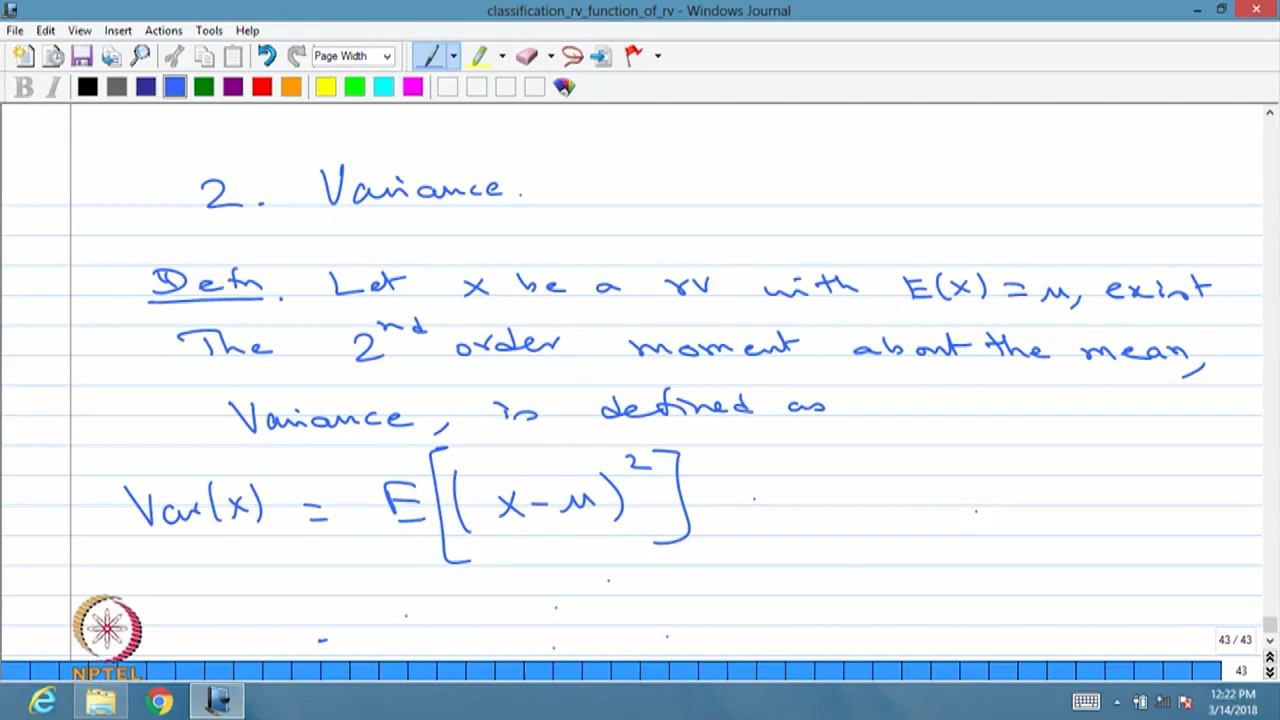 classification_rv_function_of_rv - Windows Journal
File Edit View Insert Actions Tools Help
Page Width
B I
2. Variance.
Defn. Let X be a rv with E(X) = μ, exist
The 2nd order moment about the mean,
Variance, is defined as
Var(X) = E[(X-μ)^2]
43 / 43
NPTEL
43
12:22 PM
3/14/2018